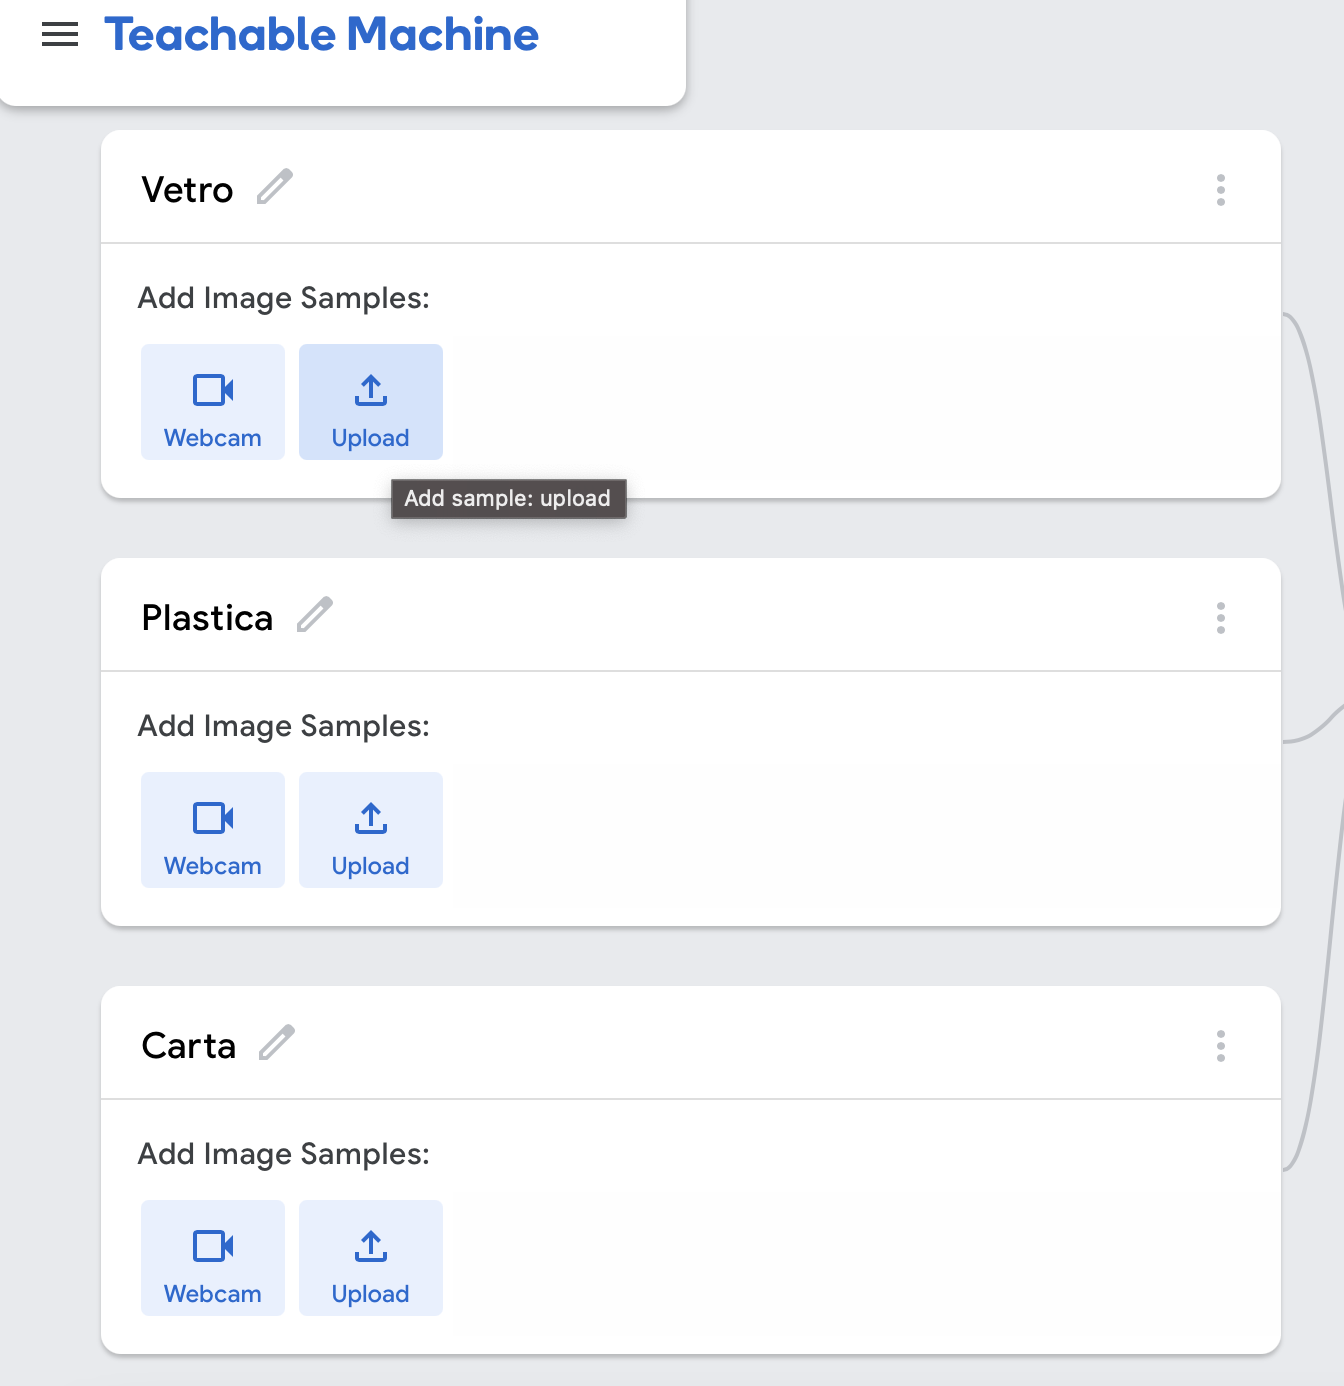 Teachable Machine
Vetro
Add Image Samples:
Webcam
Upload
Add sample: upload
Plastica
Add Image Samples:
Webcam
Upload
Carta
Add Image Samples:
Webcam
Upload